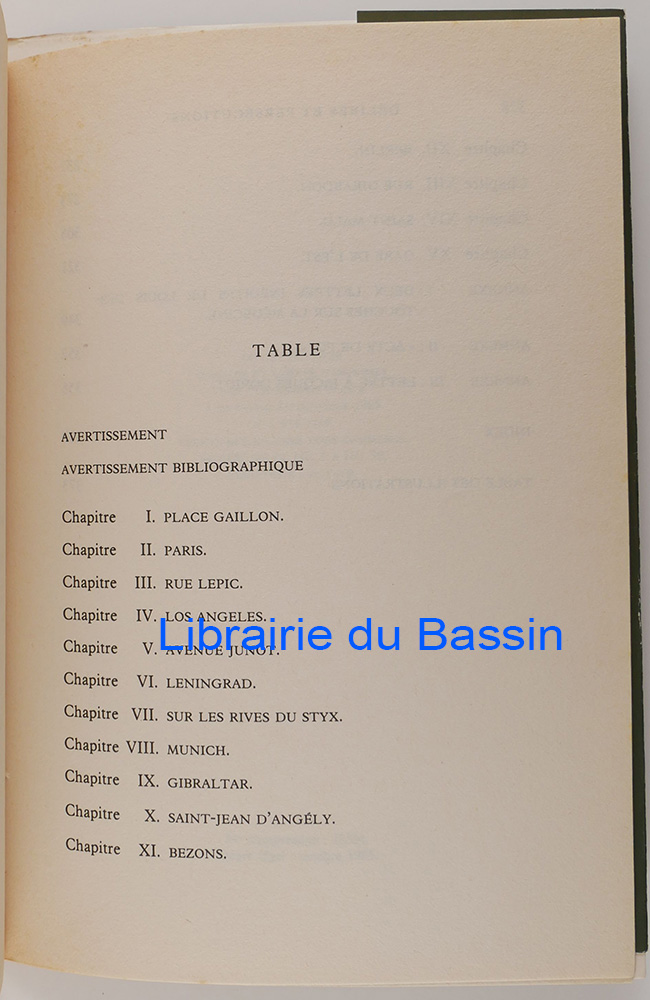 TABLE
AVERTISSEMENT
AVERTISSEMENT BIBLIOGRAPHIQUE
Chapitre I. PLACE GAILLON.
Chapitre II. PARIS.
Chapitre III. RUE LEPIC.
Chapitre IV. LOS ANGELES.
Librairie du Bassin
Chapitre V. AVENUE JUNOT.
Chapitre VI. LENINGRAD.
Chapitre VII. SUR LES RIVES DU STYX.
Chapitre VIII. MUNICH.
Chapitre IX. GIBRALTAR.
Chapitre X. SAINT-JEAN D'ANGÉLY.
Chapitre XI. BEZONS.